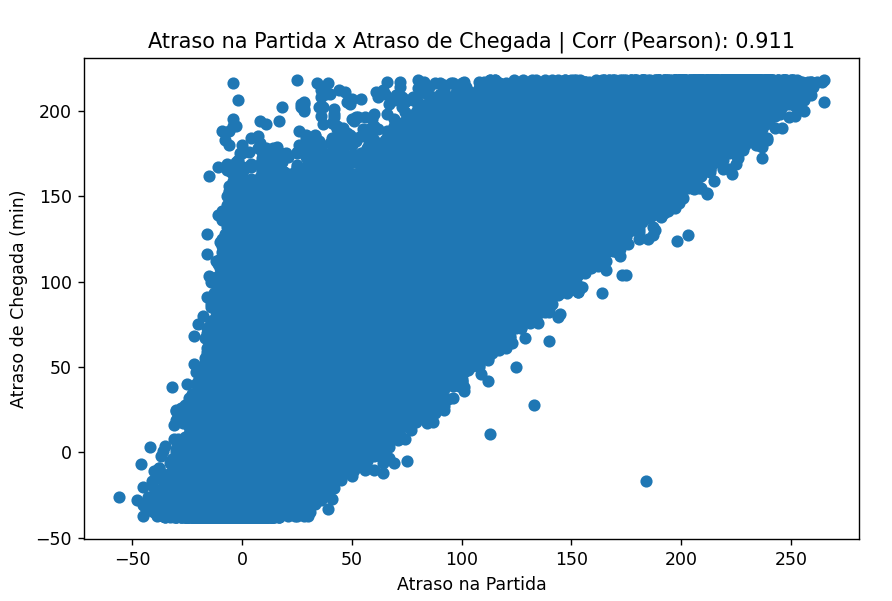 Atraso na Partida x Atraso de Chegada | Corr (Pearson): 0.911
Atraso de Chegada (min)
200
150
100
50
0
−50
−50 0 50 100 150 200 250
Atraso na Partida